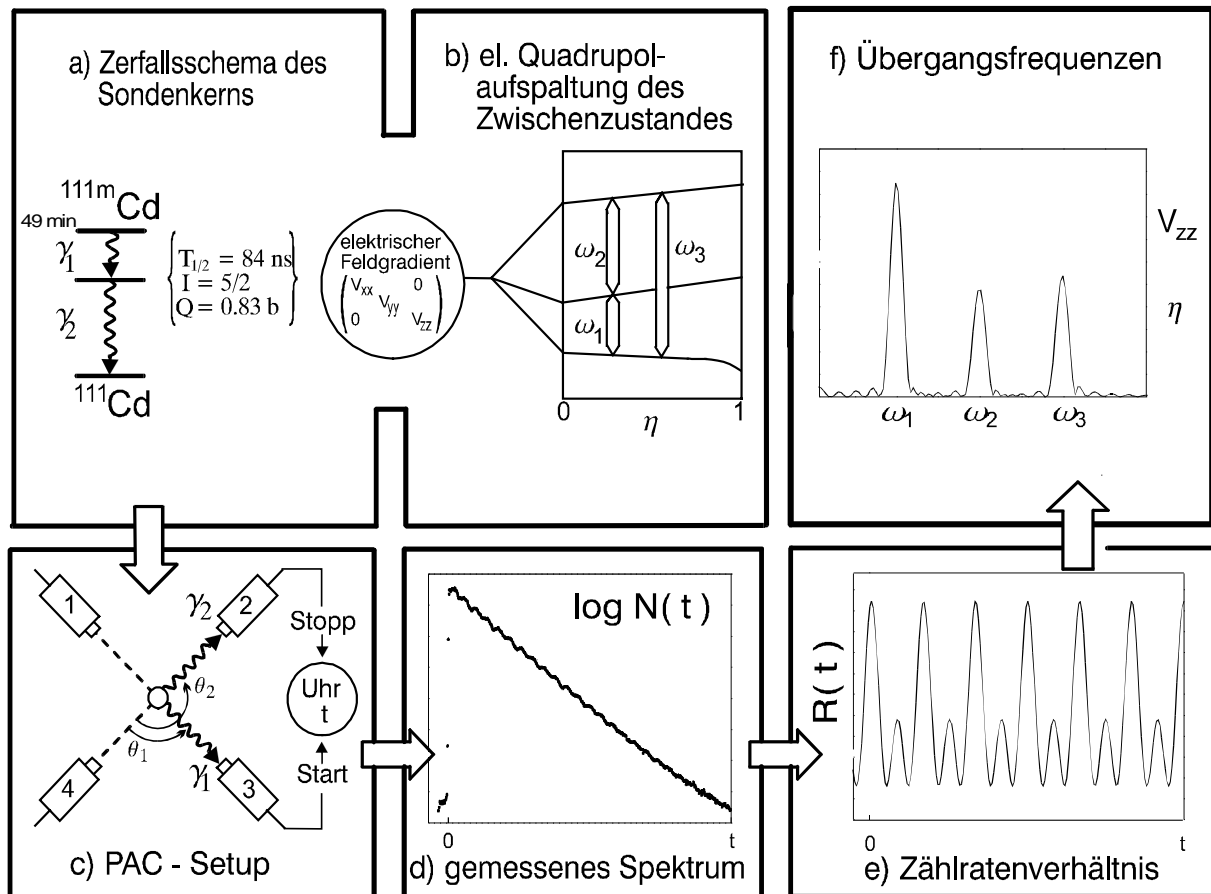 a) Zerfallsschema des
Sondenkerns
111m Cd
49 min
γ1
γ2
111 Cd
T1/2 = 84 ns
I = 5/2
Q = 0.83 b
b) el. Quadrupol-
aufspaltung des
Zwischenzustandes
elektrischer
Feldgradient
Vxx 0
Vyy
0 Vzz
ω2
ω3
ω1
0 1
η
f) Übergangsfrequenzen
Vzz
η
ω1 ω2 ω3
1
γ2
2
Stopp
Uhr
t
θ2
θ1
Start
4
γ1
3
c) PAC - Setup
log N( t )
0 t
d) gemessenes Spektrum
R( t )
0 t
e) Zählratenverhältnis